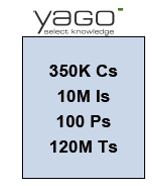 yago
select knowledge
350K Cs
10M Is
100 Ps
120M Ts